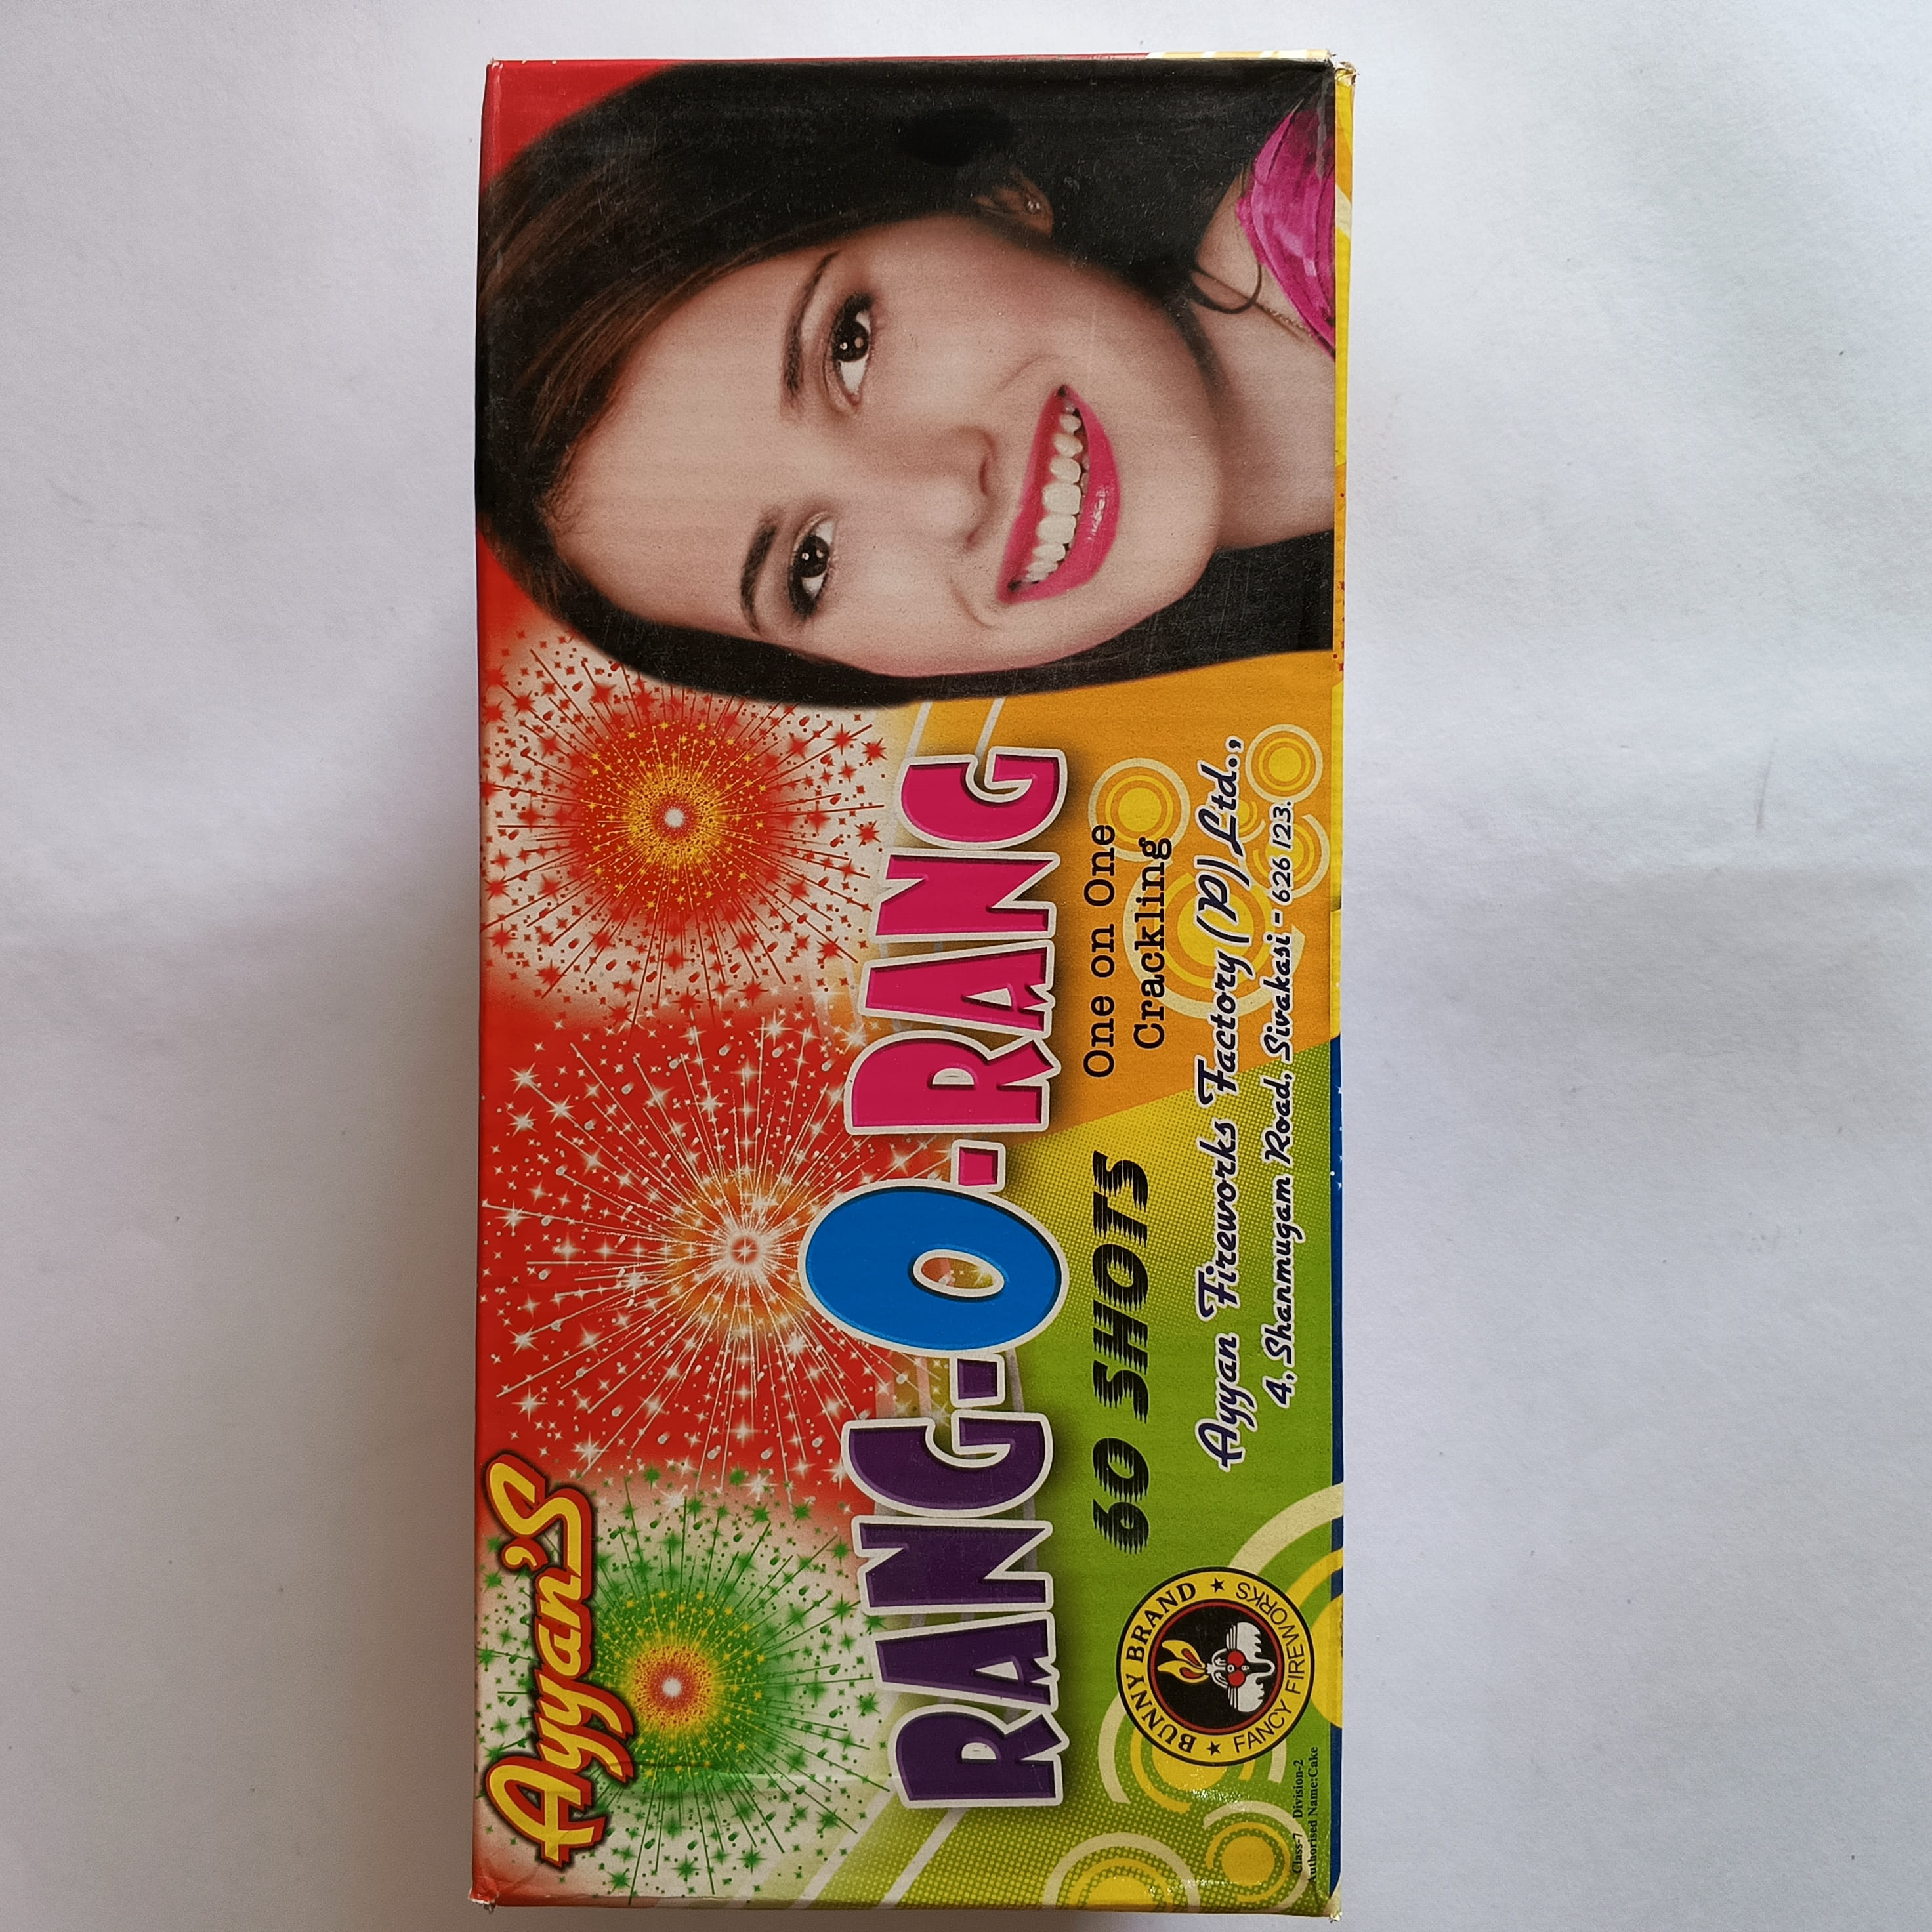 Ayyan'S
RANG-O-RANG
60 SHOTS
One on One
Crackling
BUNNY BRAND
FANCY FIREWORKS
Ayyan Fireworks Factory (P) Ltd.,
4, Shanmugam Road, Sivakasi - 626 123.
Class-7 Division-2
Authorised Name:Cake